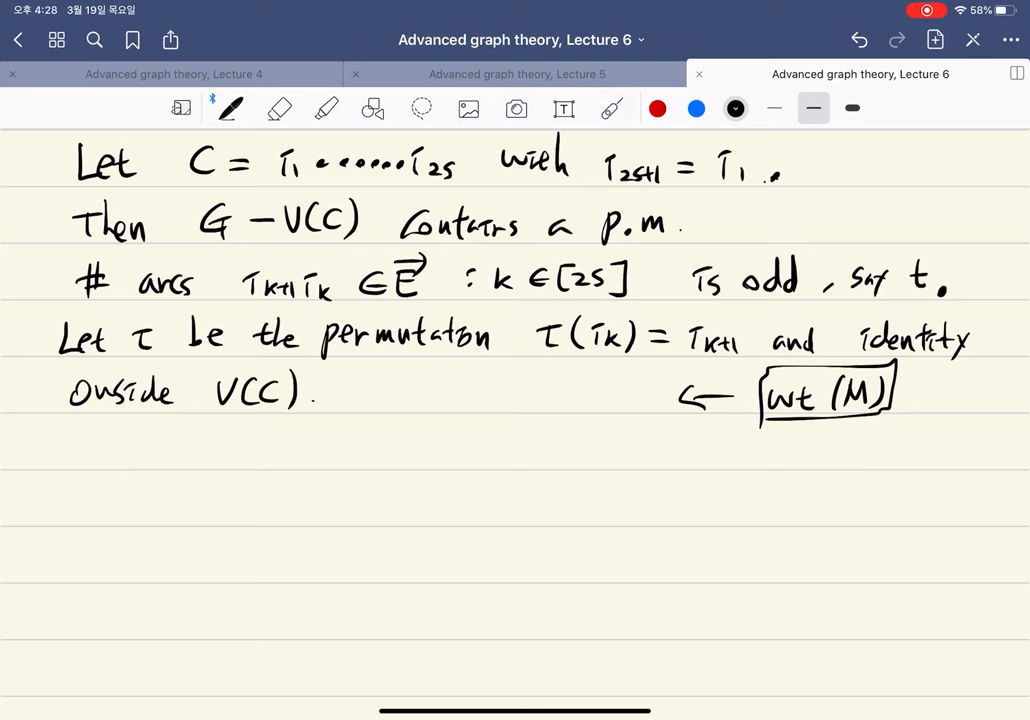 오후 4:28 3월 19일 목요일
58%
Advanced graph theory, Lecture 6
Advanced graph theory, Lecture 4
Advanced graph theory, Lecture 5
Advanced graph theory, Lecture 6
Let C = i₁ ...... i₂ₛ with i₂ₛ₊₁ = i₁.
Then G - V(C) contains a p.m.
# arcs iₖ₊₁iₖ ∈ E⃗ : k ∈ [2s] is odd, say t.
Let τ be the permutation τ(iₖ) = iₖ₊₁ and identity
outside V(C). ← wt (M)